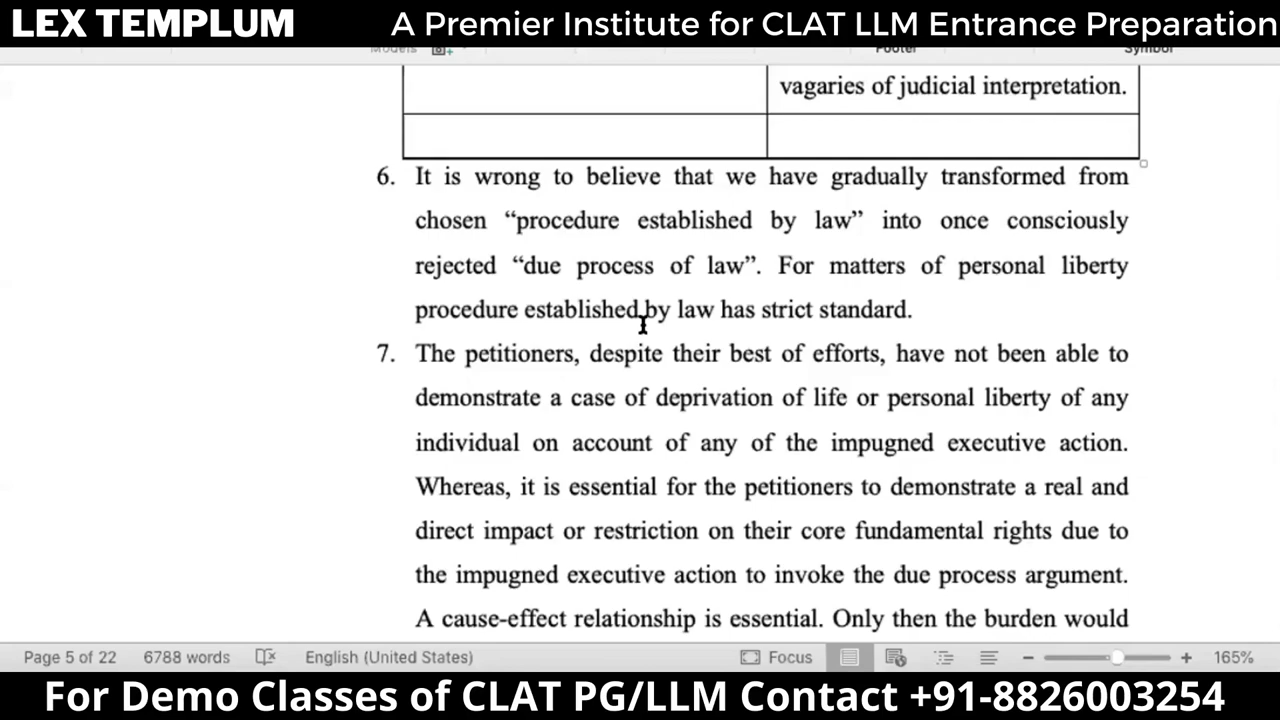 LEX TEMPLUM
A Premier Institute for CLAT LLM Entrance Preparation
Models
Footer
Symbol
vagaries of judicial interpretation.
6. It is wrong to believe that we have gradually transformed from
chosen “procedure established by law” into once consciously
rejected “due process of law”. For matters of personal liberty
procedure established by law has strict standard.
7. The petitioners, despite their best of efforts, have not been able to
demonstrate a case of deprivation of life or personal liberty of any
individual on account of any of the impugned executive action.
Whereas, it is essential for the petitioners to demonstrate a real and
direct impact or restriction on their core fundamental rights due to
the impugned executive action to invoke the due process argument.
A cause-effect relationship is essential. Only then the burden would
Page 5 of 22 6788 words English (United States) Focus 165%
For Demo Classes of CLAT PG/LLM Contact +91-8826003254